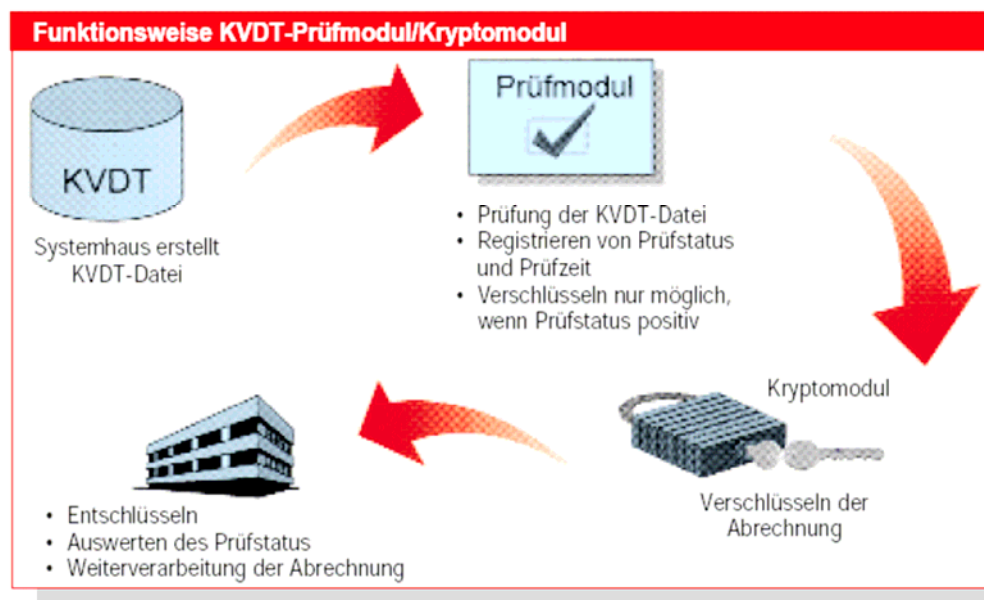 Funktionsweise KVDT-Prüfmodul/Kryptomodul
KVDT
Systemhaus erstellt
KVDT-Datei
Prüfmodul
• Prüfung der KVDT-Datei
• Registrieren von Prüfstatus
und Prüfzeit
• Verschlüsseln nur möglich,
wenn Prüfstatus positiv
Kryptomodul
Verschlüsseln der
Abrechnung
• Entschlüsseln
• Auswerten des Prüfstatus
• Weiterverarbeitung der Abrechnung